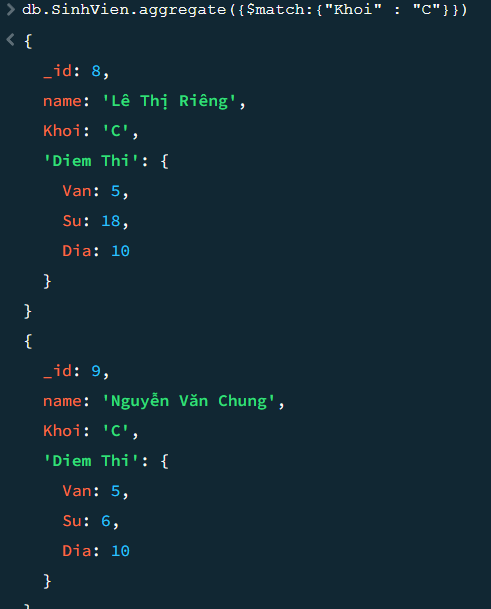 > db.SinhVien.aggregate({$match:{"Khoi" : "C"}})
< {
_id: 8,
name: 'Lê Thị Riêng',
Khoi: 'C',
'Diem Thi': {
Van: 5,
Su: 18,
Dia: 10
}
}
{
_id: 9,
name: 'Nguyễn Văn Chung',
Khoi: 'C',
'Diem Thi': {
Van: 5,
Su: 6,
Dia: 10
}
}